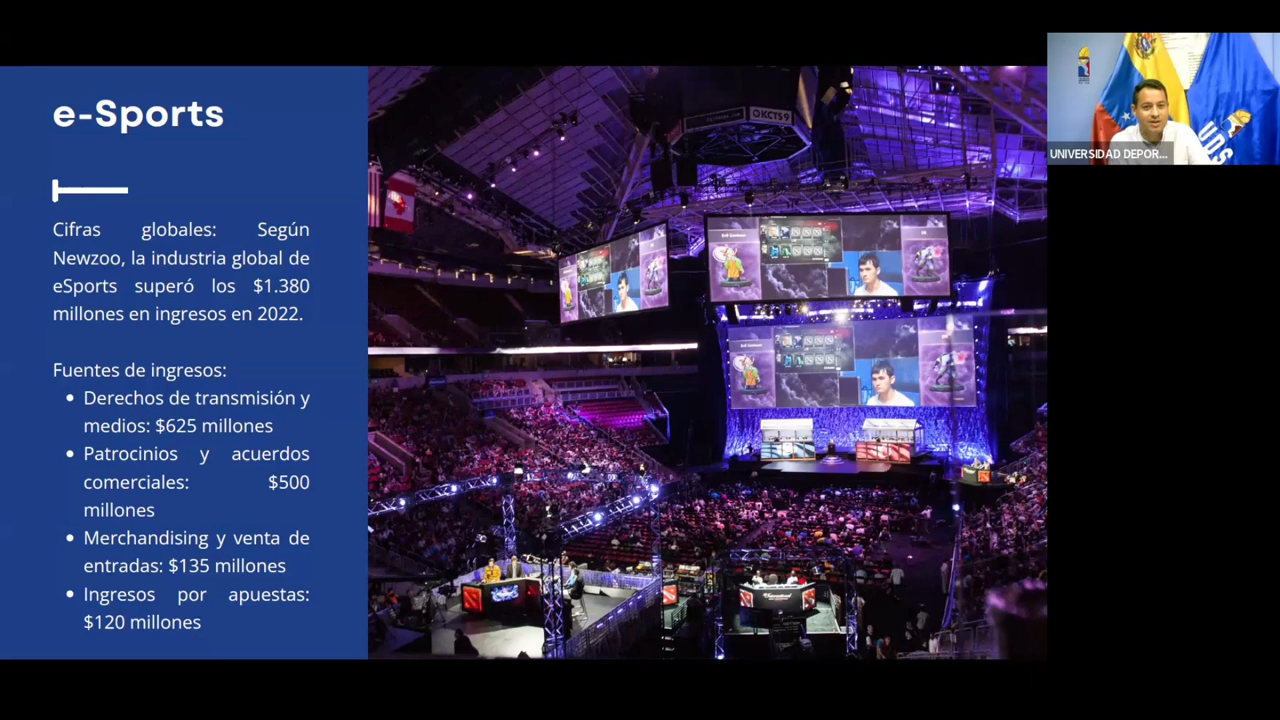 e-Sports
Cifras globales: Según
Newzoo, la industria global de
eSports superó los $1.380
millones en ingresos en 2022.
Fuentes de ingresos:
Derechos de transmisión y
medios: $625 millones
Patrocinios y acuerdos
comerciales: $500
millones
Merchandising y venta de
entradas: $135 millones
Ingresos por apuestas:
$120 millones
KCTS9
UNIVERSIDAD DEPOR...
UDS